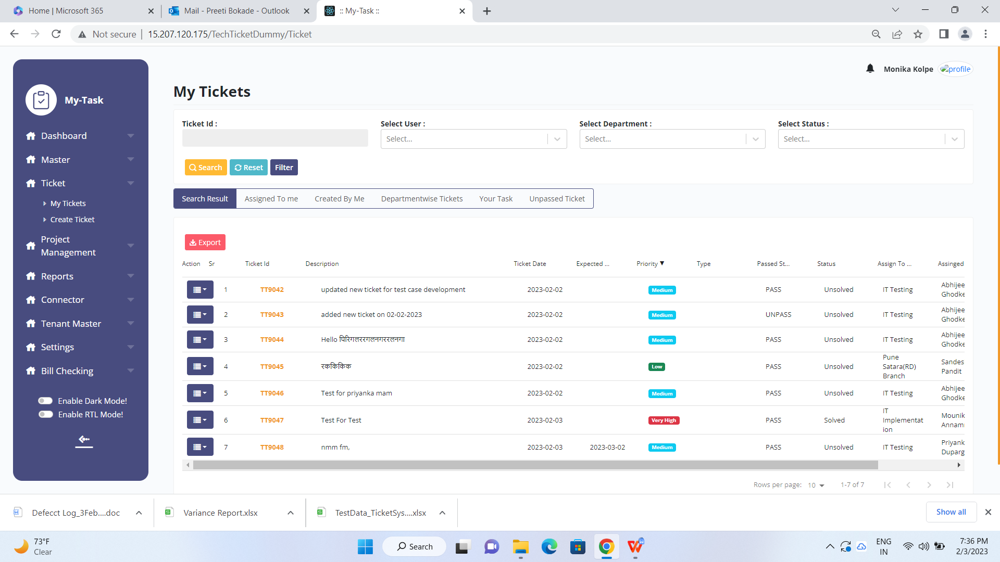 Home | Microsoft 365
Mail - Preeti Bokade - Outlook
:: My-Task ::
Not secure
15.207.120.175/TechTicketDummy/Ticket
Monika Kolpe
profile
My-Task
Dashboard
Master
Ticket
My Tickets
Create Ticket
Project
Management
Reports
Connector
Tenant Master
Settings
Bill Checking
Enable Dark Mode!
Enable RTL Mode!
My Tickets
Ticket Id :
Select User :
Select Department :
Select Status :
Select...
Select...
Select...
Search
Reset
Filter
Search Result
Assigned To me
Created By Me
Departmentwise Tickets
Your Task
Unpassed Ticket
Export
Action Sr Ticket Id Description Ticket Date Expected ... Priority ▼ Type Passed St... Status Assign To ... Assinged
1 TT9042 updated new ticket for test case development 2023-02-02 Medium PASS Unsolved IT Testing Abhijee
Ghodke
2 TT9043 added new ticket on 02-02-2023 2023-02-02 Medium UNPASS Unsolved IT Testing Abhijee
Ghodke
3 TT9044 Hello पिरिगलररगलनगररलनगा 2023-02-02 Medium PASS Unsolved IT Testing Abhijee
Ghodke
4 TT9045 रककिकिक 2023-02-02 Low PASS Unsolved Pune
Satara(RD)
Branch
Sandes
Pandit
5 TT9046 Test for priyanka mam 2023-02-02 Medium PASS Unsolved IT Testing Abhijee
Ghodke
6 TT9047 Test For Test 2023-02-03 Very High PASS Solved IT
Implementat
ion
Mounik
Annam
7 TT9048 nmm fm, 2023-02-03 2023-03-02 Medium PASS Unsolved IT Testing Priyank
Duparg
Rows per page: 10 1-7 of 7
Defecct Log_3Feb....doc
Variance Report.xlsx
TestData_TicketSys....xlsx
Show all
73°F
Clear
Search
ENG
IN
7:36 PM
2/3/2023